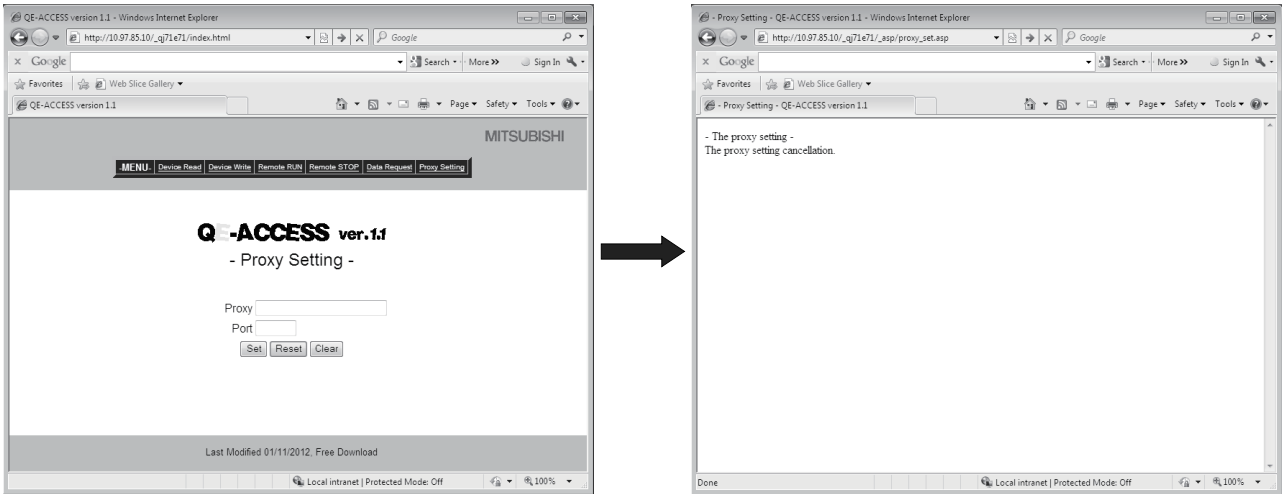 QE-ACCESS version 1.1 - Windows Internet Explorer
http://10.97.85.10/_qj71e71/index.html
Google
x Google
Search
More »
Sign In
Favorites
Web Slice Gallery
QE-ACCESS version 1.1
Page
Safety
Tools
MITSUBISHI
-MENU-
Device Read
Device Write
Remote RUN
Remote STOP
Data Request
Proxy Setting
QE-ACCESS ver.1.1
- Proxy Setting -
Proxy
Port
Set
Reset
Clear
Last Modified 01/11/2012, Free Download
Local intranet | Protected Mode: Off
100%
- Proxy Setting - QE-ACCESS version 1.1 - Windows Internet Explorer
http://10.97.85.10/_qj71e71/_asp/proxy_set.asp
Google
x Google
Search
More »
Sign In
Favorites
Web Slice Gallery
- Proxy Setting - QE-ACCESS version 1.1
Page
Safety
Tools
- The proxy setting -
The proxy setting cancellation.
Done
Local intranet | Protected Mode: Off
100%